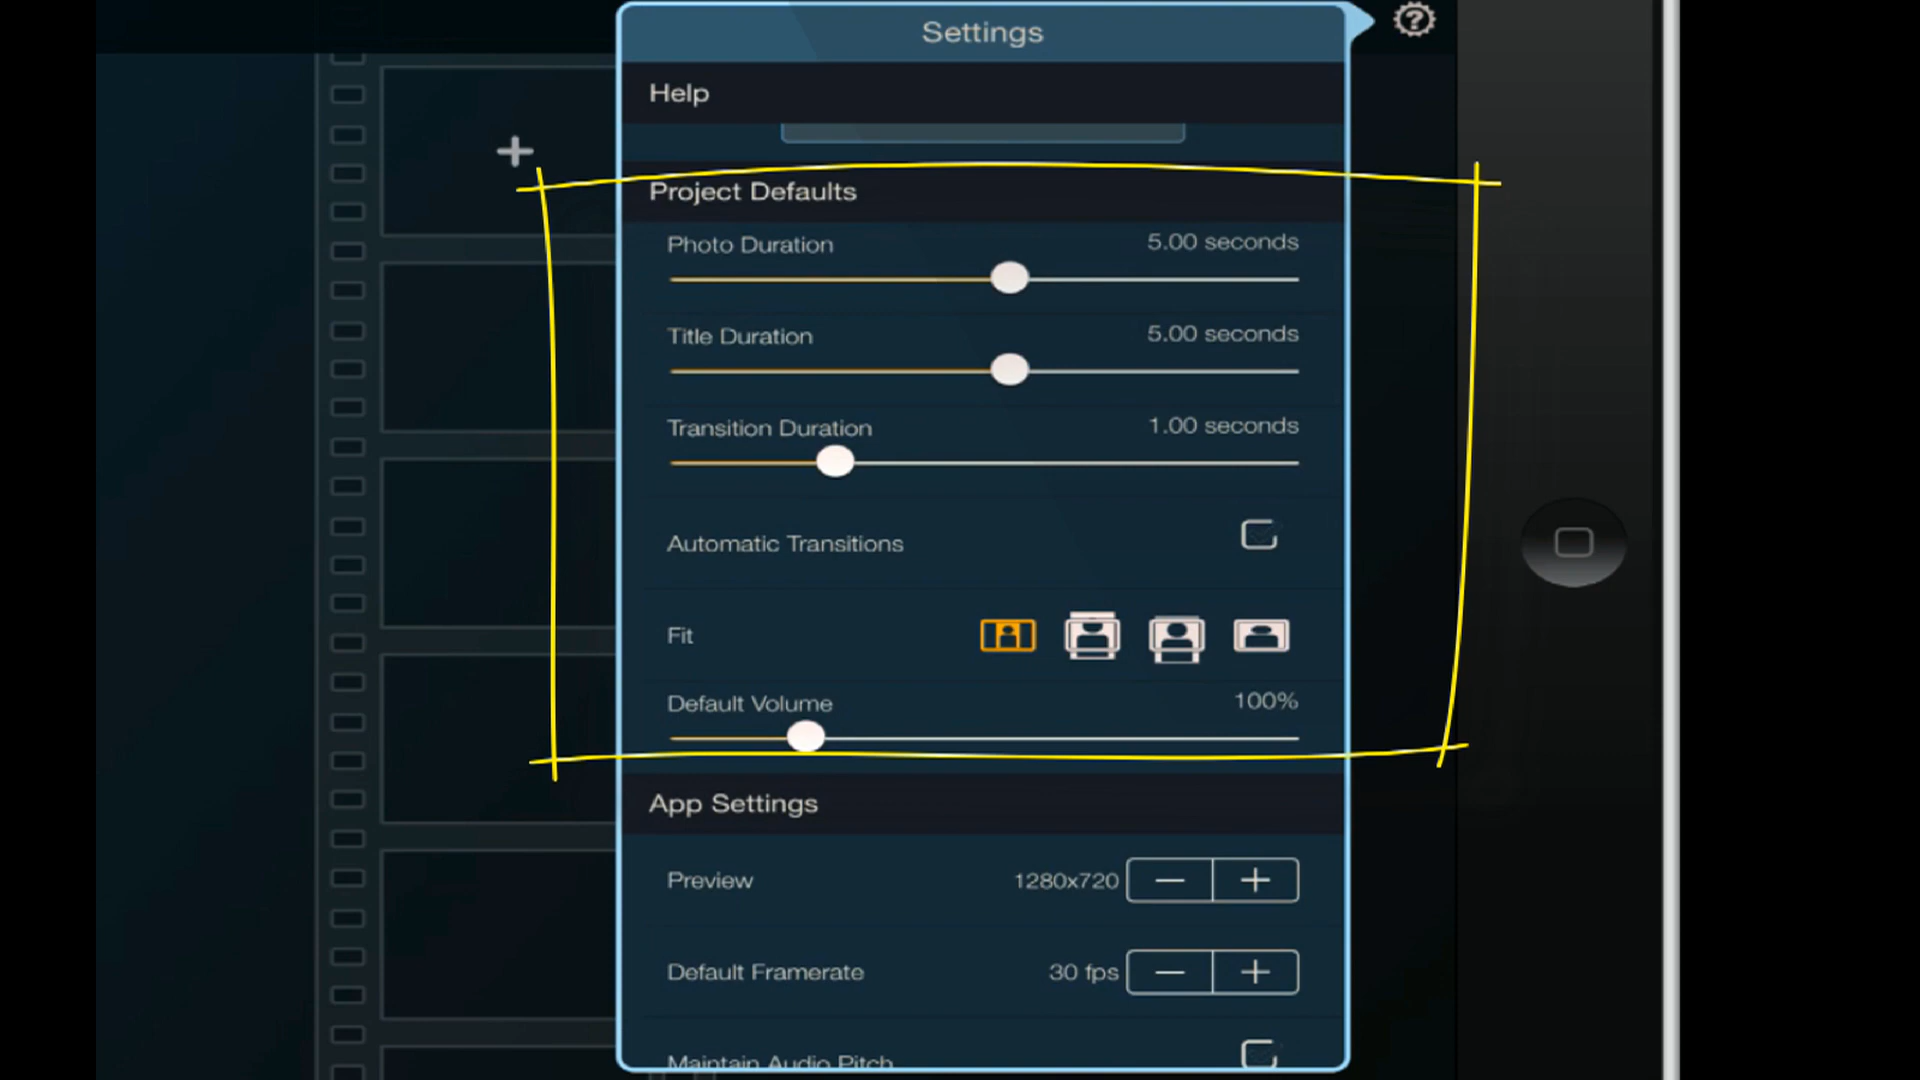 Settings
Help
Project Defaults
Photo Duration 5.00 seconds
Title Duration 5.00 seconds
Transition Duration 1.00 seconds
Automatic Transitions
Fit
Default Volume 100%
App Settings
Preview 1280x720
Default Framerate 30 fps
Maintain Audio Pitch